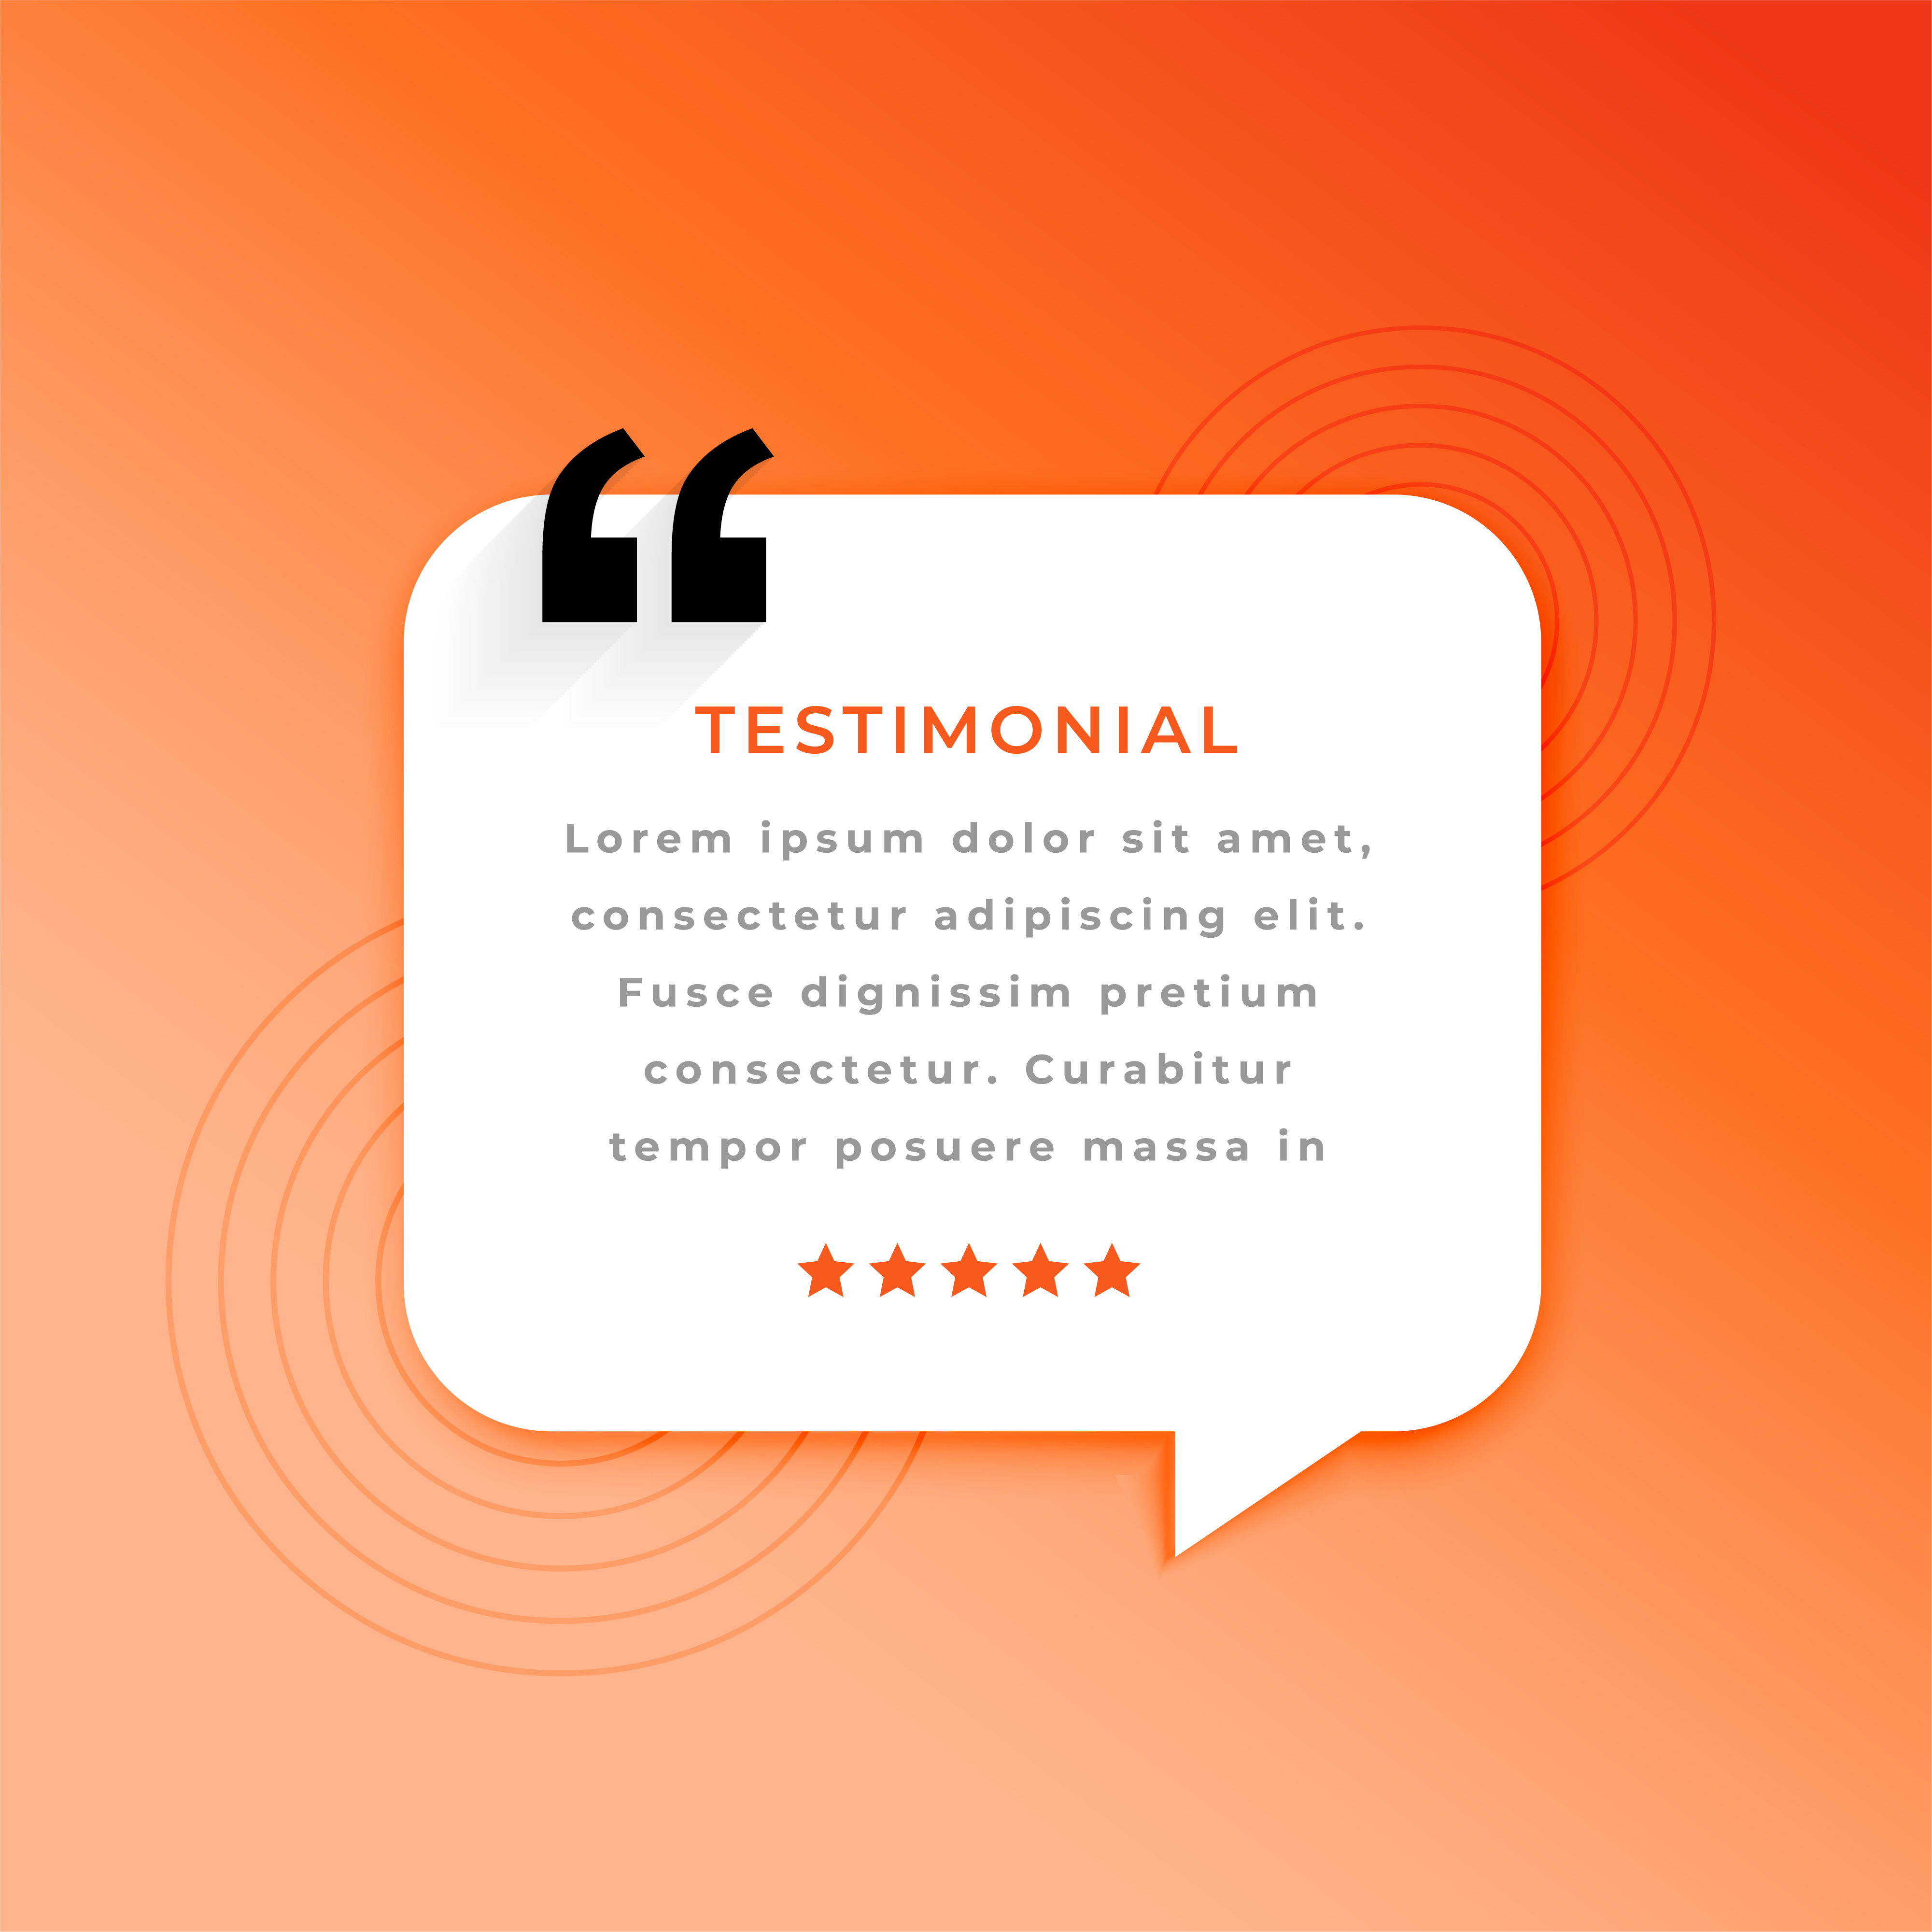 “
TESTIMONIAL
Lorem ipsum dolor sit amet,
consectetur adipiscing elit.
Fusce dignissim pretium
consectetur. Curabitur
tempor posuere massa in